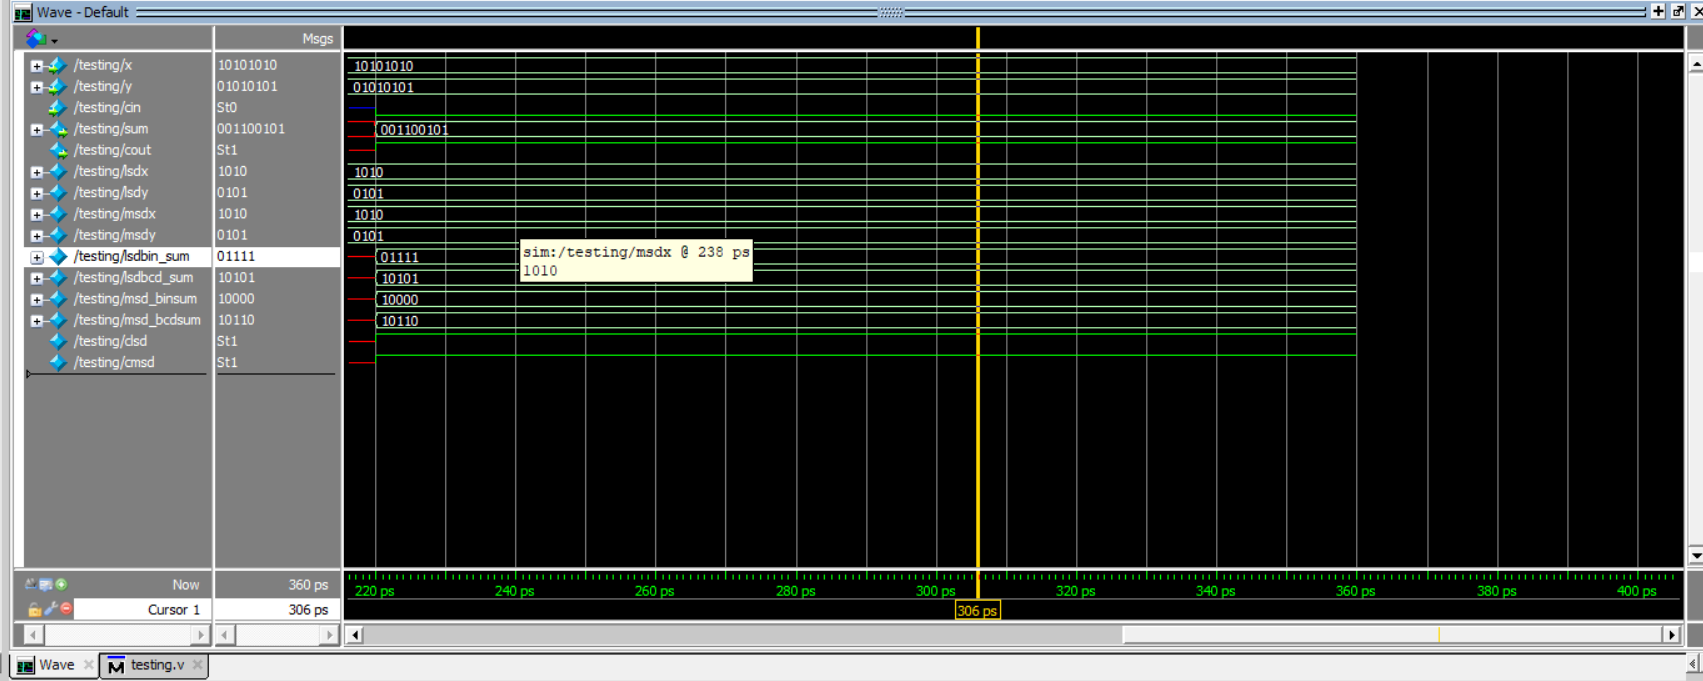 Wave - Default
Msgs
/testing/x 10101010 10101010
/testing/y 01010101 01010101
/testing/cin St0
/testing/sum 001100101 001100101
/testing/cout St1
/testing/lsdx 1010 1010
/testing/lsdy 0101 0101
/testing/msdx 1010 1010
/testing/msdy 0101 0101
/testing/lsdbin_sum 01111 01111
/testing/lsdbcd_sum 10101 10101
/testing/msd_binsum 10000 10000
/testing/msd_bcdsum 10110 10110
/testing/clsd St1
/testing/cmsd St1
sim:/testing/msdx @ 238 ps
1010
Now 360 ps 220 ps 240 ps 260 ps 280 ps 300 ps 320 ps 340 ps 360 ps 380 ps 400 ps
Cursor 1 306 ps 306 ps
Wave testing.v